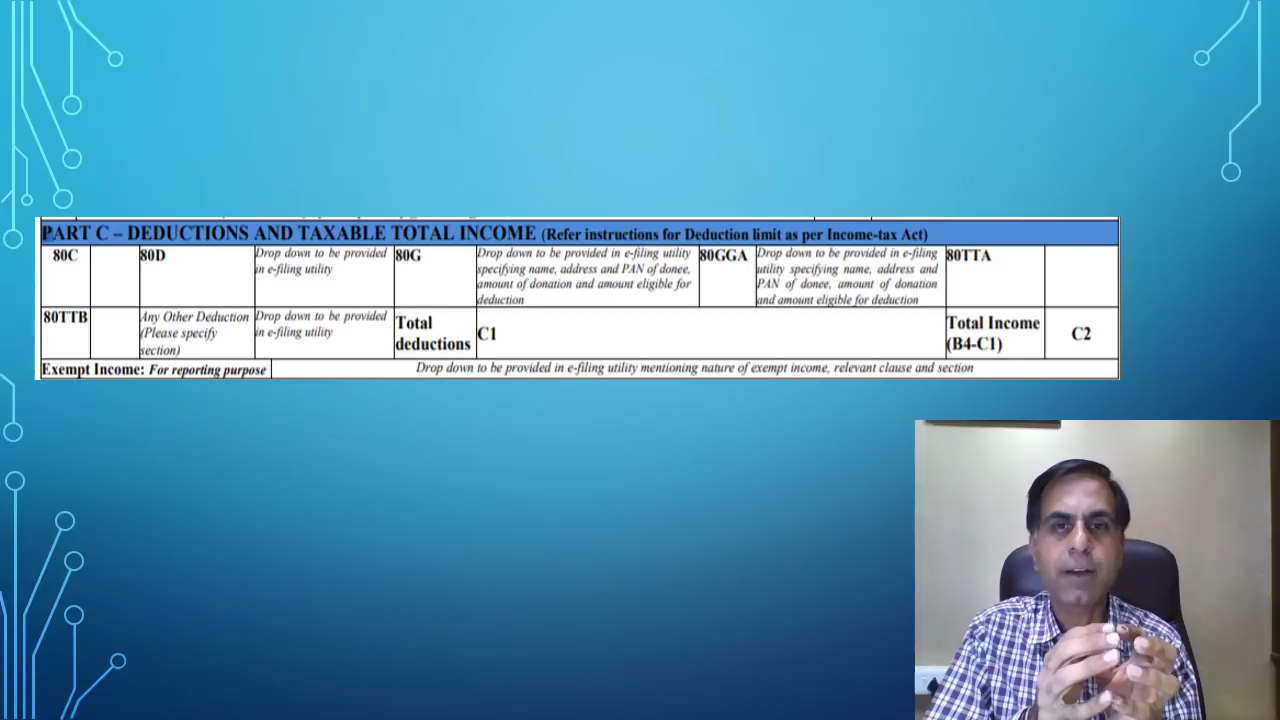 PART C – DEDUCTIONS AND TAXABLE TOTAL INCOME (Refer instructions for Deduction limit as per Income-tax Act)
80C
80D
Drop down to be provided
in e-filing utility
80G
Drop down to be provided in e-filing utility
specifying name, address and PAN of donee,
amount of donation and amount eligible for
deduction
80GGA
Drop down to be provided in e-filing
utility specifying name, address and
PAN of donee, amount of donation
and amount eligible for deduction
80TTA
80TTB
Any Other Deduction
(Please specify
section)
Drop down to be provided
in e-filing utility
Total
deductions
C1
Total Income
(B4-C1)
C2
Exempt Income: For reporting purpose
Drop down to be provided in e-filing utility mentioning nature of exempt income, relevant clause and section